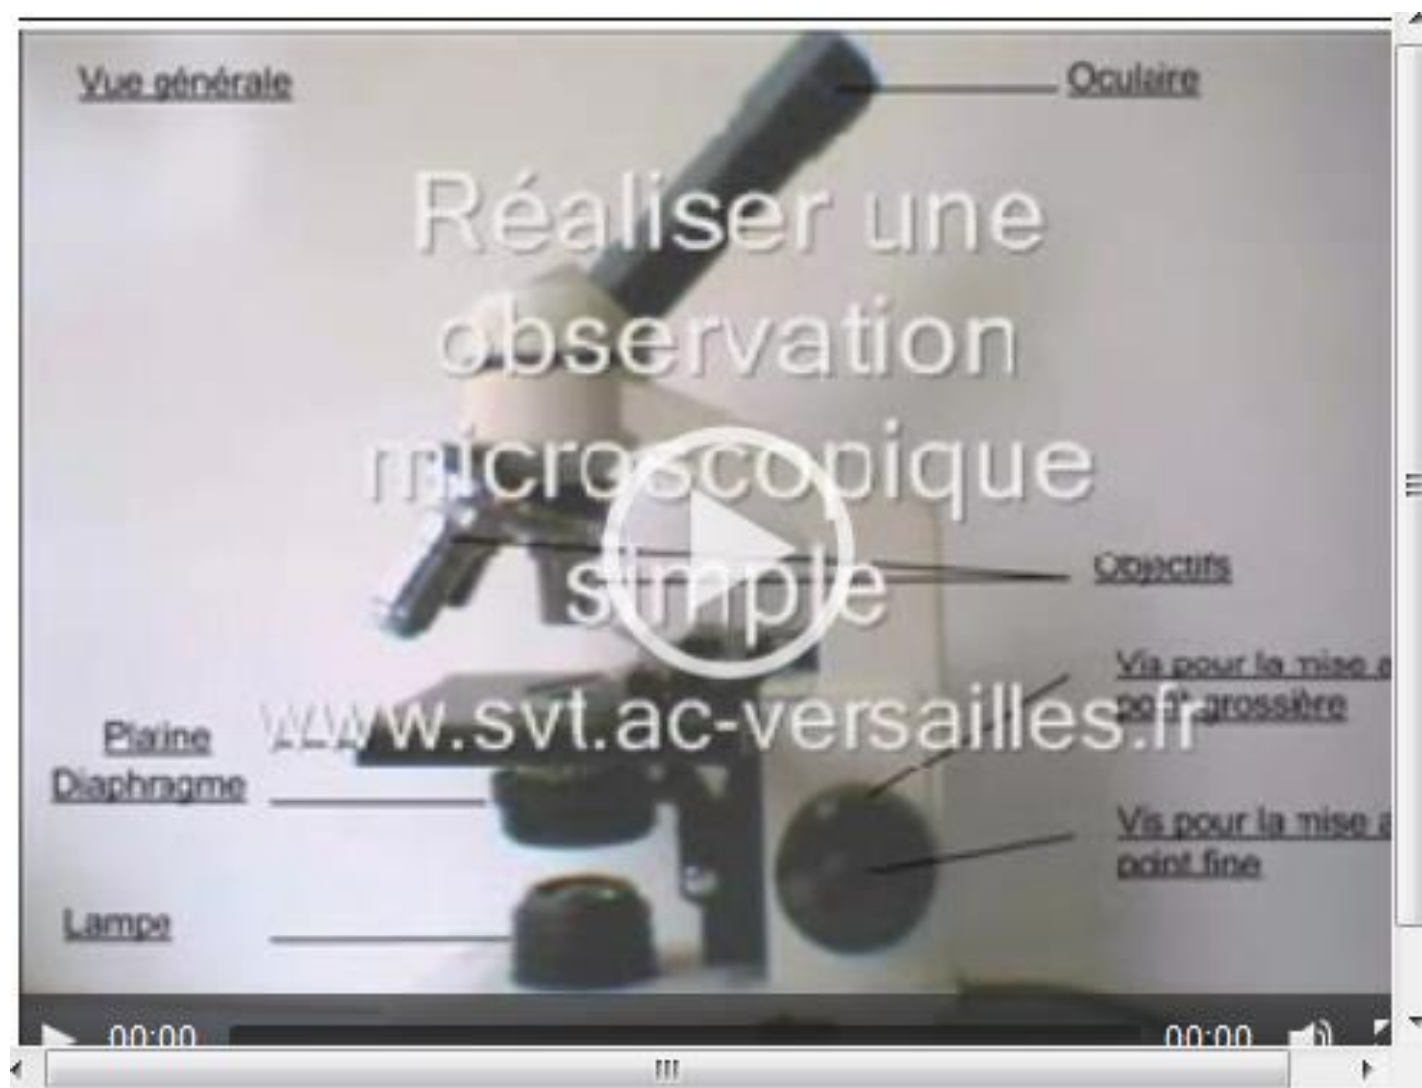 Vue générale
Oculaire
Réaliser une
observation
microscopique
simple
Objectifs
Vis pour la mise a
point grossière
www.svt.ac-versailles.fr
Platine
Diaphragme
Vis pour la mise a
point fine
Lampe
00:00
00:00